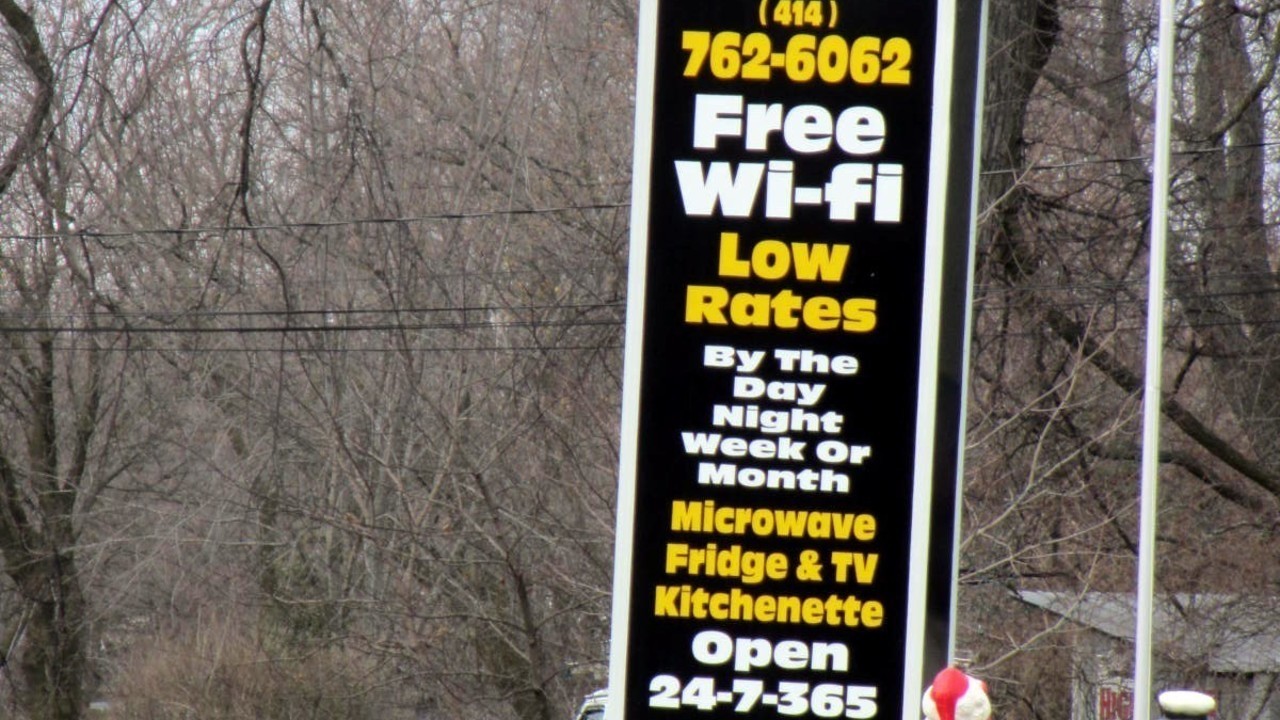 (414)
762-6062
Free
Wi-fi
Low
Rates
By The
Day
Night
Week Or
Month
Microwave
Fridge & TV
Kitchenette
Open
24-7-365